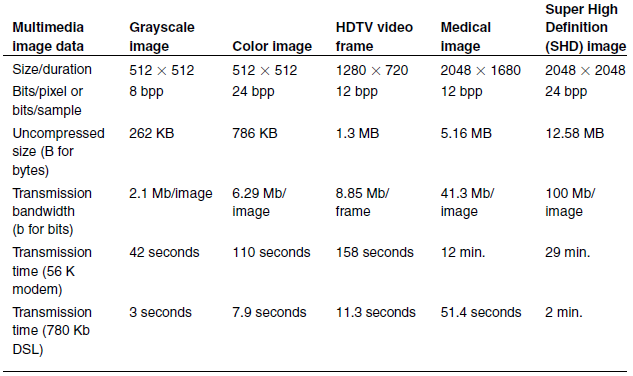 Super High
Multimedia Grayscale HDTV video Medical Definition
image data image Color image frame image (SHD) image
Size/duration 512 × 512 512 × 512 1280 × 720 2048 × 1680 2048 × 2048
Bits/pixel or 8 bpp 24 bpp 12 bpp 12 bpp 24 bpp
bits/sample
Uncompressed 262 KB 786 KB 1.3 MB 5.16 MB 12.58 MB
size (B for
bytes)
Transmission 2.1 Mb/image 6.29 Mb/ 8.85 Mb/ 41.3 Mb/ 100 Mb/
bandwidth image frame image image
(b for bits)
Transmission 42 seconds 110 seconds 158 seconds 12 min. 29 min.
time (56 K
modem)
Transmission 3 seconds 7.9 seconds 11.3 seconds 51.4 seconds 2 min.
time (780 Kb
DSL)